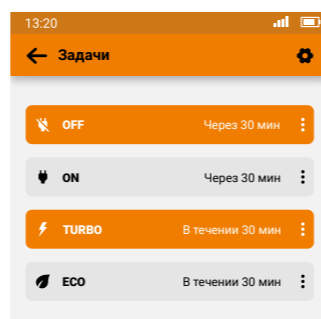 13:20
Задачи
OFF Через 30 мин
ON Через 30 мин
TURBO В течении 30 мин
ECO В течении 30 мин